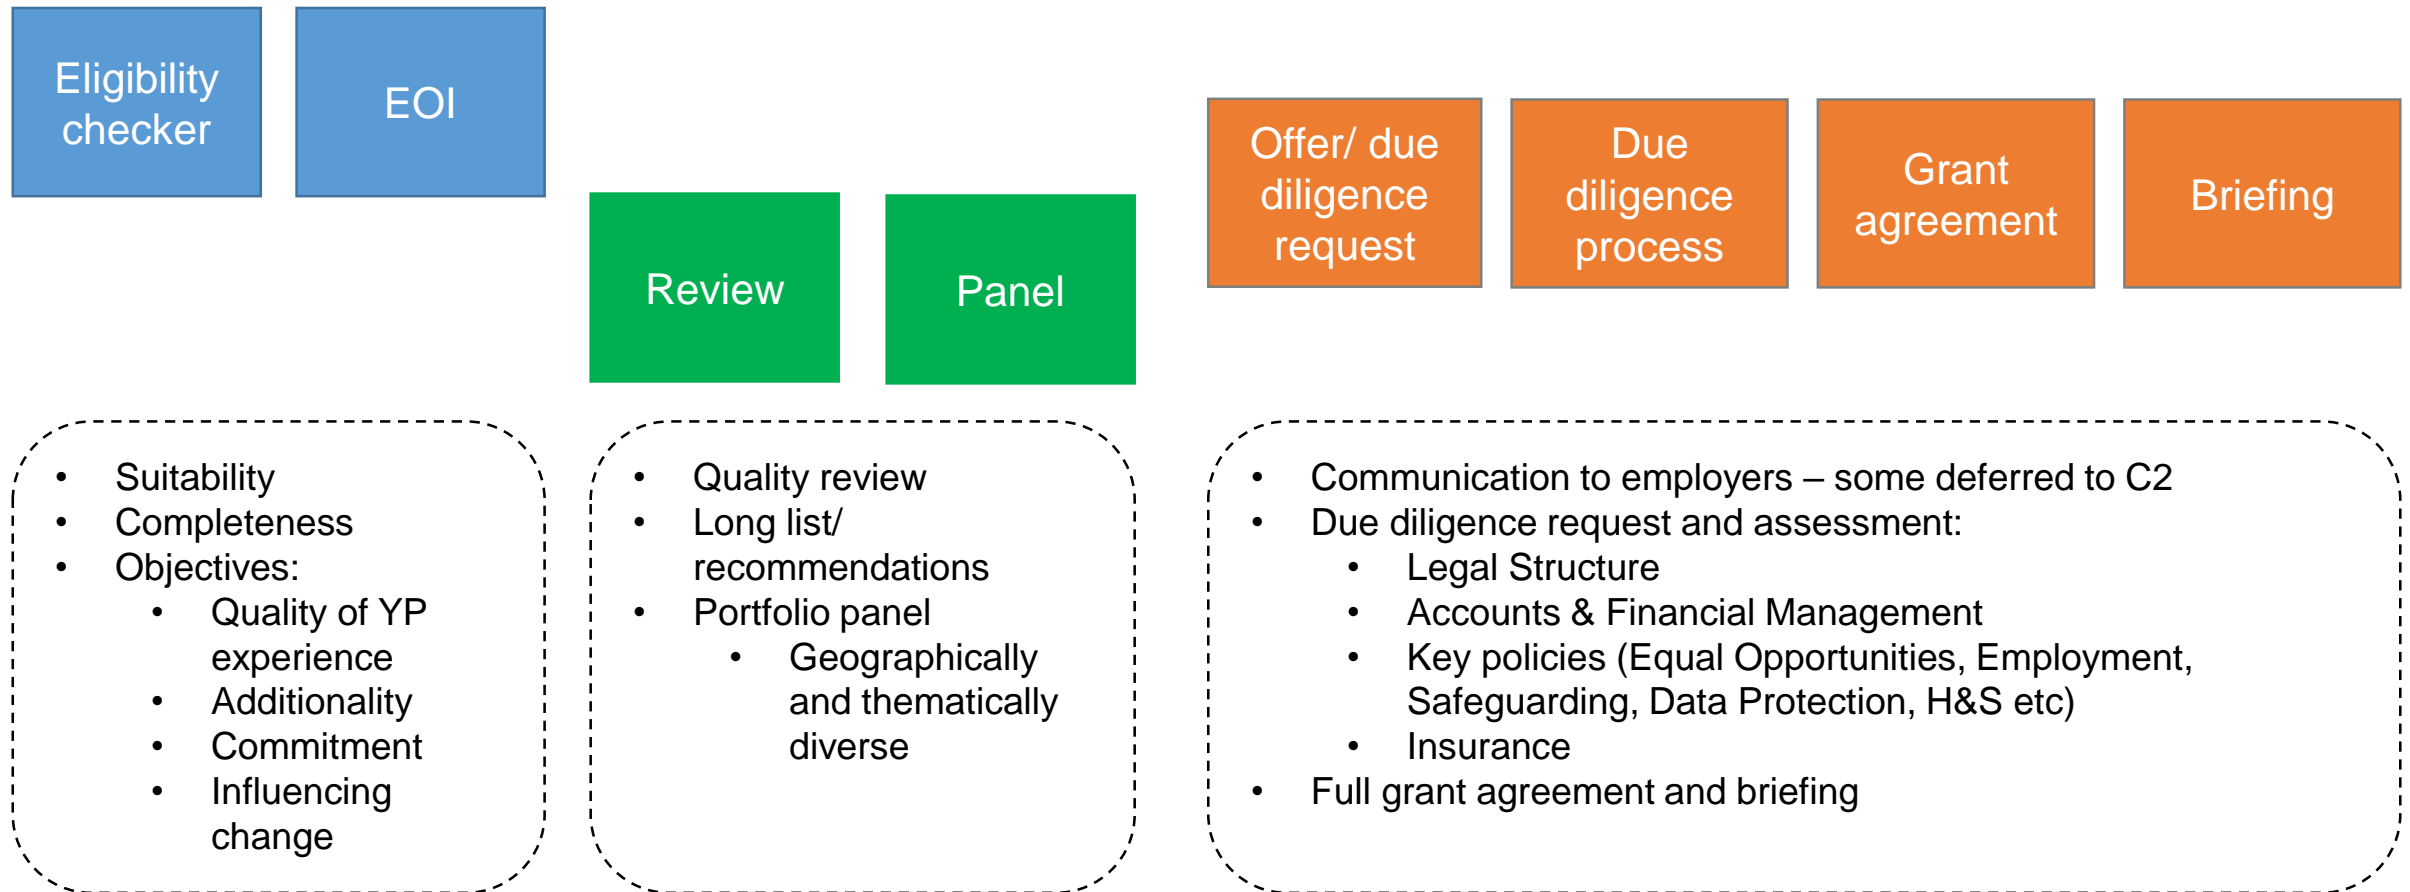 Eligibility
checker
EOI
Review
Panel
Offer/ due
diligence
request
Due
diligence
process
Grant
agreement
Briefing
• Suitability
• Completeness
• Objectives:
• Quality of YP
experience
• Additionality
• Commitment
• Influencing
change
• Quality review
• Long list/
recommendations
• Portfolio panel
• Geographically
and thematically
diverse
• Communication to employers – some deferred to C2
• Due diligence request and assessment:
• Legal Structure
• Accounts & Financial Management
• Key policies (Equal Opportunities, Employment,
Safeguarding, Data Protection, H&S etc)
• Insurance
• Full grant agreement and briefing